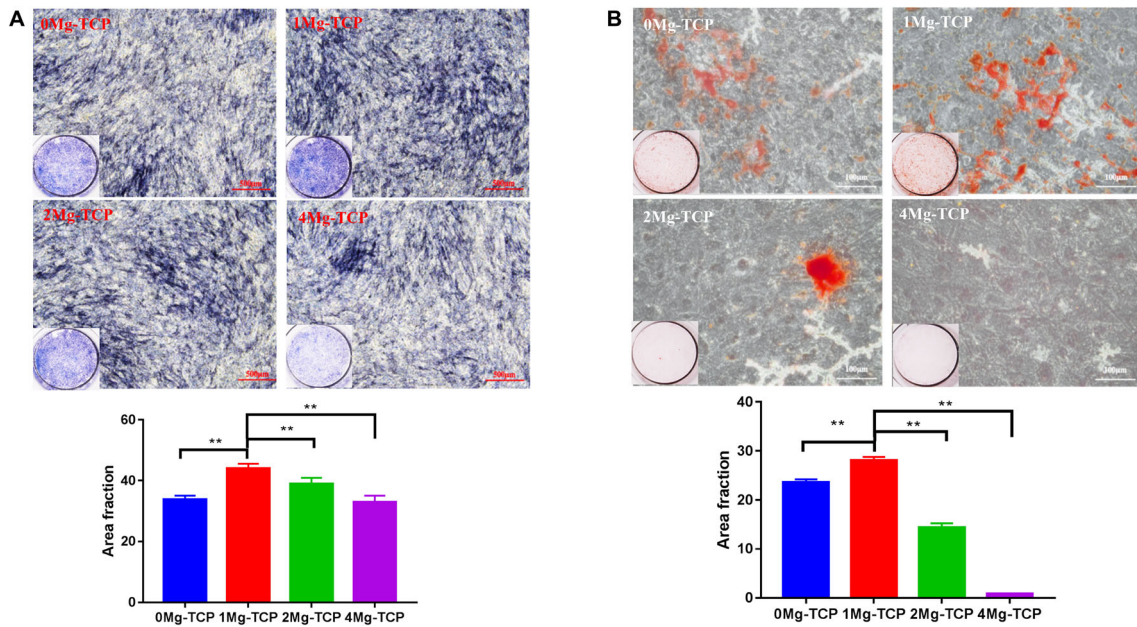 A
0Mg-TCP
1Mg-TCP
500μm
500μm
2Mg-TCP
4Mg-TCP
500μm
500μm
60
40
20
0
Area fraction
**
**
**
0Mg-TCP 1Mg-TCP 2Mg-TCP 4Mg-TCP
B
0Mg-TCP
1Mg-TCP
100μm
100μm
2Mg-TCP
4Mg-TCP
100μm
100μm
40
30
20
10
0
Area fraction
**
**
**
0Mg-TCP 1Mg-TCP 2Mg-TCP 4Mg-TCP